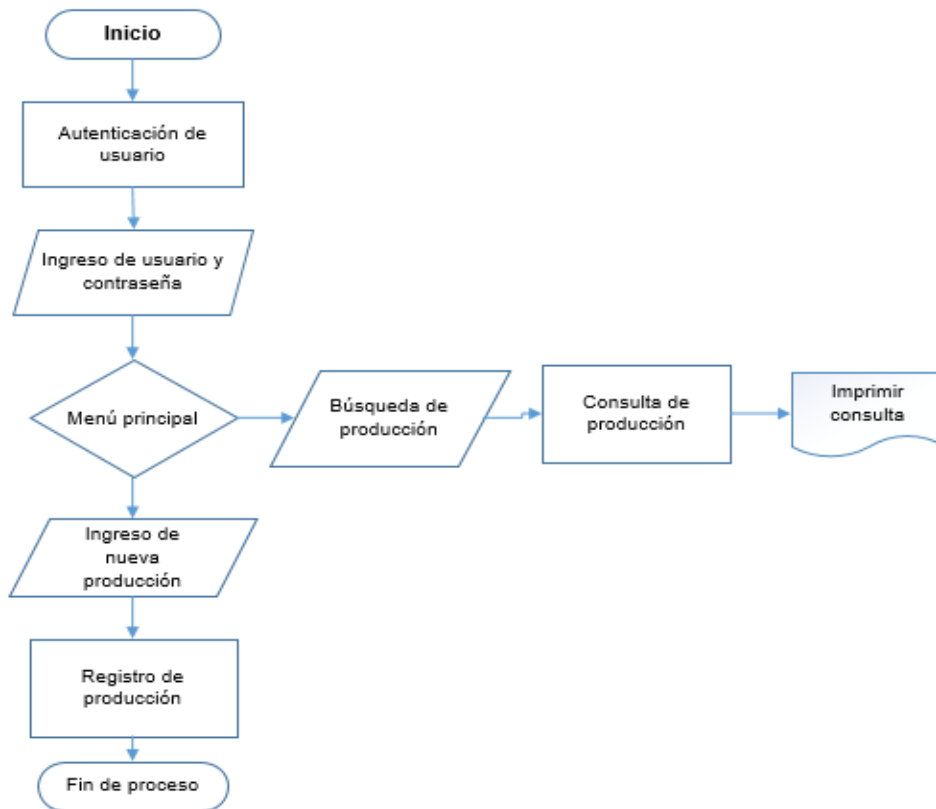 Inicio
Autenticación de
usuario
Ingreso de usuario y
contraseña
Menú principal
Búsqueda de
producción
Consulta de
producción
Imprimir
consulta
Ingreso de
nueva
producción
Registro de
producción
Fin de proceso